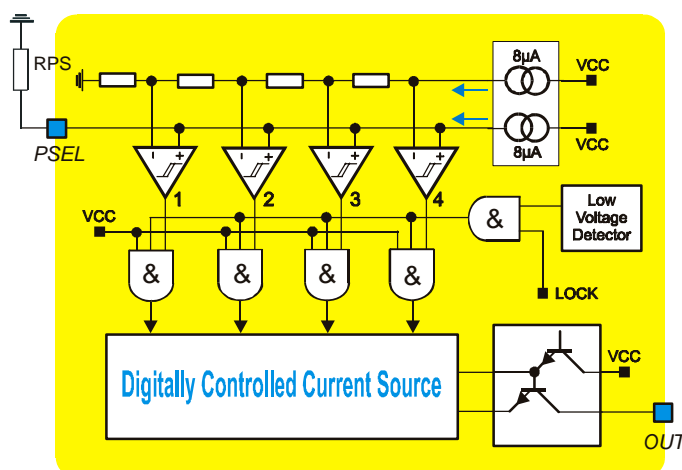 8µA
VCC
RPS
VCC
8µA
PSEL
- +
- +
- +
- +
1
2
3
4
VCC
&
Low
Voltage
Detector
&
&
&
&
LOCK
Digitally Controlled Current Source
VCC
OUT